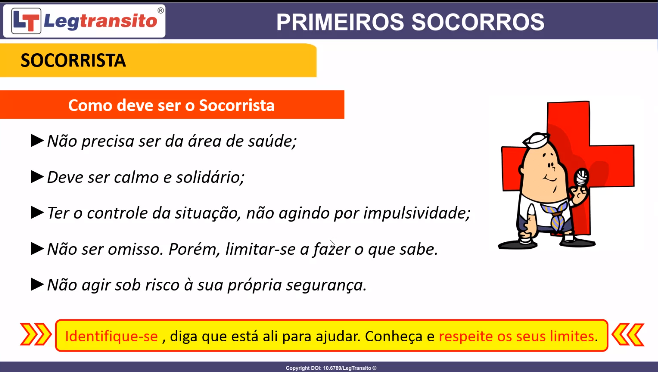 LT Legtransito®
PRIMEIROS SOCORROS
SOCORRISTA
Como deve ser o Socorrista
►Não precisa ser da área de saúde;
►Deve ser calmo e solidário;
►Ter o controle da situação, não agindo por impulsividade;
►Não ser omisso. Porém, limitar-se a fazer o que sabe.
►Não agir sob risco à sua própria segurança.
Identifique-se , diga que está ali para ajudar. Conheça e respeite os seus limites.
Copyright DOI: 10.6789/LegTransito ©